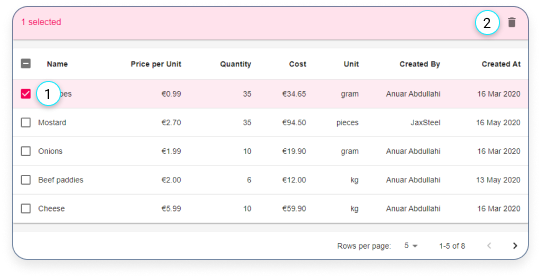 1 selected 2
Name Price per Unit Quantity Cost Unit Created By Created At
1 €0.99 35 €34.65 gram Anuar Abdullahi 16 Mar 2020
Mostard €2.70 35 €94.50 pieces JaxSteel 16 May 2020
Onions €1.99 10 €19.90 gram Anuar Abdullahi 16 Mar 2020
Beef paddies €2.00 6 €12.00 kg Anuar Abdullahi 13 May 2020
Cheese €5.99 10 €59.90 kg Anuar Abdullahi 16 Mar 2020
Rows per page: 5 1-5 of 8